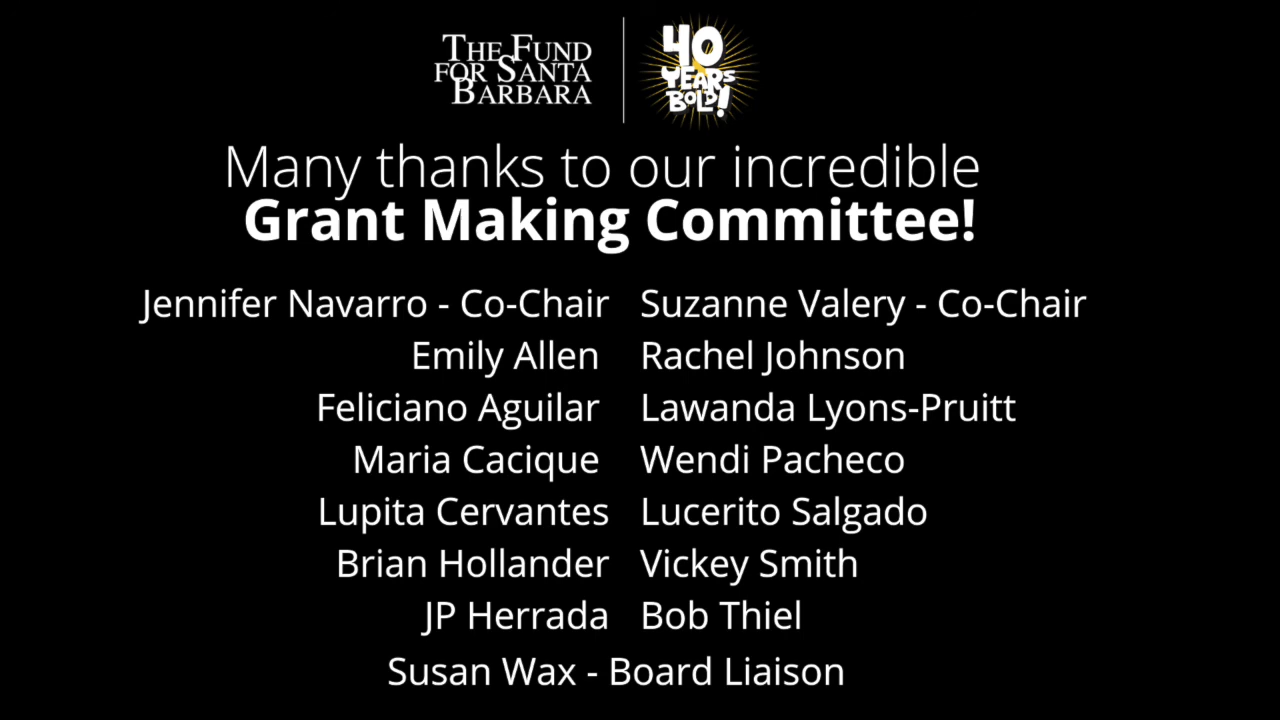 THE FUND
FOR SANTA
BARBARA
40
YEARS
BOLD!
Many thanks to our incredible
Grant Making Committee!
Jennifer Navarro - Co-Chair Suzanne Valery - Co-Chair
Emily Allen Rachel Johnson
Feliciano Aguilar Lawanda Lyons-Pruitt
Maria Cacique Wendi Pacheco
Lupita Cervantes Lucerito Salgado
Brian Hollander Vickey Smith
JP Herrada Bob Thiel
Susan Wax - Board Liaison